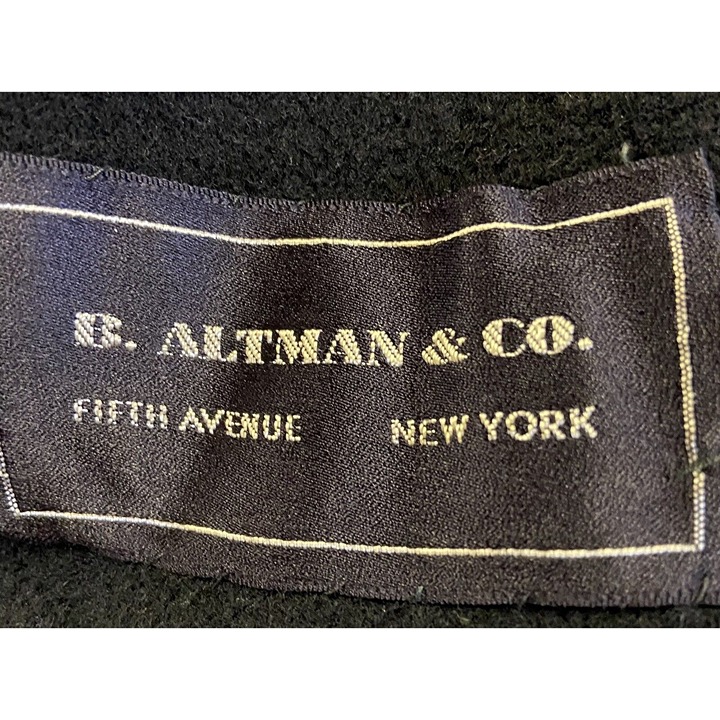 B. ALTMAN & CO.
FIFTH AVENUE NEW YORK